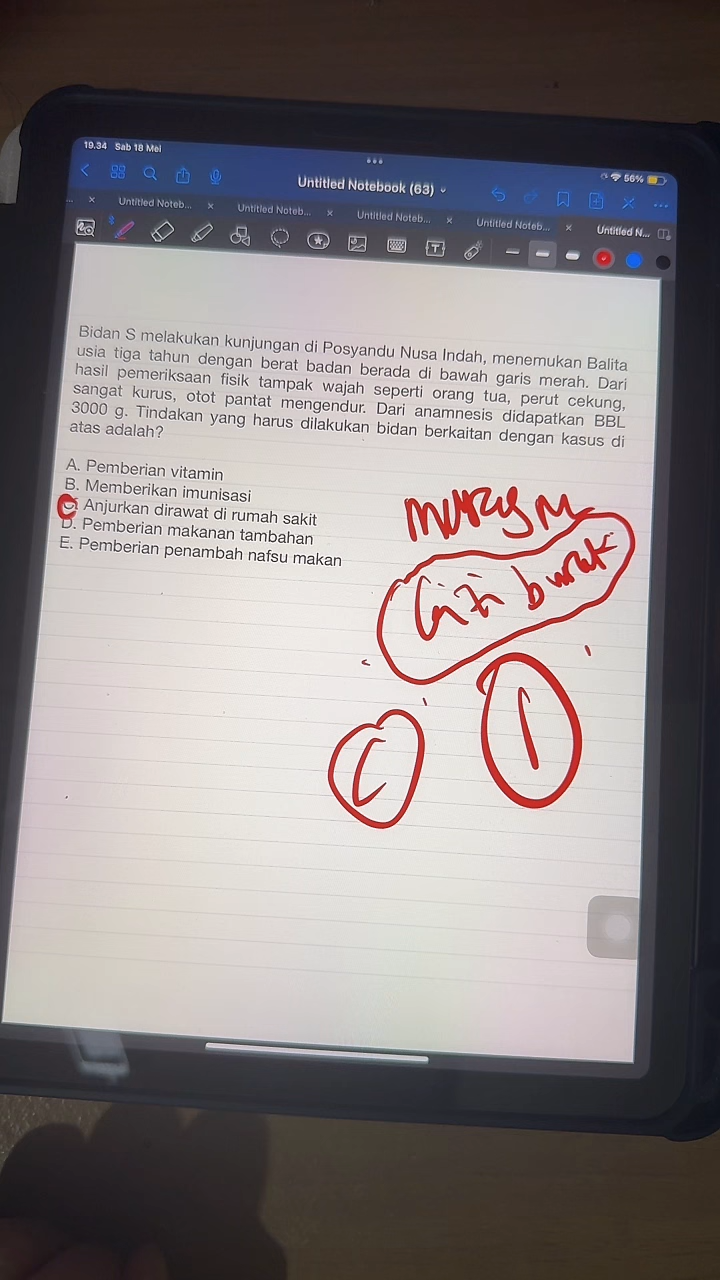 19.34 Sab 18 Mei
56%
Untitled Notebook (63)
Untitled Noteb...
Untitled Noteb...
Untitled Noteb...
Untitled Noteb...
Untitled N...
Bidan S melakukan kunjungan di Posyandu Nusa Indah, menemukan Balita
usia tiga tahun dengan berat badan berada di bawah garis merah. Dari
hasil pemeriksaan fisik tampak wajah seperti orang tua, perut cekung,
sangat kurus, otot pantat mengendur. Dari anamnesis didapatkan BBL
3000 g. Tindakan yang harus dilakukan bidan berkaitan dengan kasus di
atas adalah?
A. Pemberian vitamin
B. Memberikan imunisasi
C. Anjurkan dirawat di rumah sakit
D. Pemberian makanan tambahan
E. Pemberian penambah nafsu makan
Gizi buruk
C